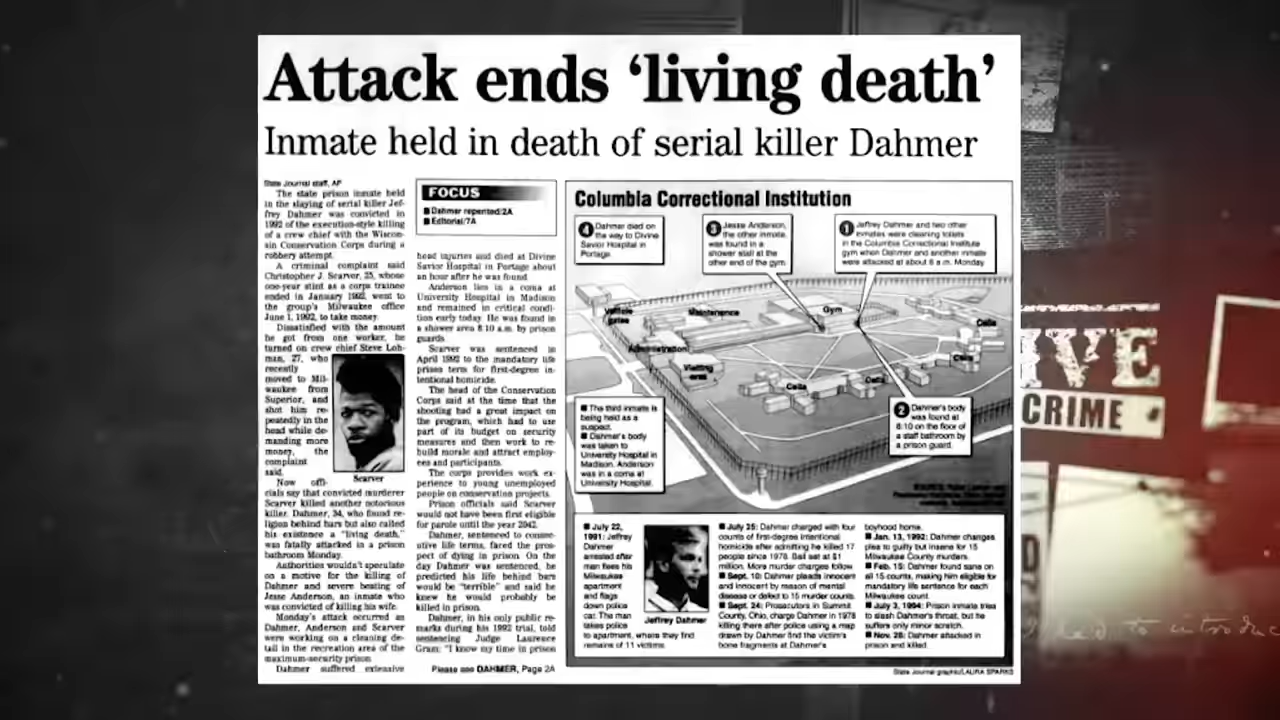 Attack ends ‘living death’
Inmate held in death of serial killer Dahmer
State Journal staff, AP
The state prison inmate held
in the slaying of serial killer Jef-
frey Dahmer was convicted in
1992 of the execution-style killing
of a crew chief with the Wiscon-
sin Conservation Corps during a
robbery attempt.
A criminal complaint said
Christopher J. Scarver, 25, whose
one-year stint as a corps trainee
ended in January 1992, went to
the group's Milwaukee office
June 1, 1992, to take money.
Dissatisfied with the amount
he got from one worker, he
turned on crew chief Steve Loh-
man, 27, who
recently
moved to Mil-
waukee from
Superior, and
shot him re-
peatedly in the
head while de-
manding more
money, the
complaint
said.
Now offi-
cials say that convicted murderer
Scarver killed another notorious
killer. Dahmer, 34, who found re-
ligion behind bars but also called
his existence a "living death,"
was fatally attacked in a prison
bathroom Monday.
Authorities wouldn't speculate
on a motive for the killing of
Dahmer and severe beating of
Jesse Anderson, an inmate who
was convicted of killing his wife.
Monday's attack occurred as
Dahmer, Anderson and Scarver
were working on a cleaning de-
tail in the recreation area of the
maximum-security prison.
Dahmer suffered extensive
Scarver
FOCUS
■ Dahmer repented/2A
■ Editorial/7A
head injuries and died at Divine
Savior Hospital in Portage about
an hour after he was found.
Anderson lies in a coma at
University Hospital in Madison
and remained in critical condi-
tion early today. He was found in
a shower area 8:10 a.m. by prison
guards.
Scarver was sentenced in
April 1992 to the mandatory life
prison term for first-degree in-
tentional homicide.
The head of the Conservation
Corps said at the time that the
shooting had a great impact on
the program, which had to use
part of its budget on security
measures and then work to re-
build morale and attract employ-
ees and participants.
The corps provides work ex-
perience to young unemployed
people on conservation projects.
Prison officials said Scarver
would not have been first eligible
for parole until the year 2042.
Dahmer, sentenced to consec-
utive life terms, faced the pros-
pect of dying in prison. On the
day Dahmer was sentenced, he
predicted his life behind bars
would be "terrible" and said he
knew he would probably be
killed in prison.
Dahmer, in his only public re-
marks during his 1992 trial, told
sentencing Judge Laurence
Gram: "I know my time in prison
Please see DAHMER, Page 2A
Columbia Correctional Institution
4 Dahmer died on
the way to Divine
Savior Hospital in
Portage.
3 Jesse Anderson,
the other inmate,
was found in a
shower stall at the
other end of the gym.
1 Jeffrey Dahmer and two other
inmates were cleaning toilets
in the Columbia Correctional Institute
gym when Dahmer and another inmate
were attacked at about 8 a.m. Monday.
Vehicle
gates
Maintenance
Gym
Cells
Administration
Visiting
area
Cells
Cells
Cells
2 Dahmer's body
was found at
8:10 on the floor of
a staff bathroom by
a prison guard.
■ The third inmate is
being held as a
suspect.
■ Dahmer's body
was taken to
University Hospital in
Madison. Anderson
was in a coma at
University Hospital.
■ July 22,
1991: Jeffrey
Dahmer
arrested after
man flees his
Milwaukee
apartment
and flags
down police
car. The man
takes police
to apartment, where they find
remains of 11 victims.
Jeffrey Dahmer
■ July 25: Dahmer charged with four
counts of first-degree intentional
homicide after admitting he killed 17
people since 1978. Bail set at $1
million. More murder charges follow.
■ Sept. 10: Dahmer pleads innocent
and innocent by reason of mental
disease or defect to 15 murder counts.
■ Sept. 24: Prosecutors in Summit
County, Ohio, charge Dahmer in 1978
killing there after police using a map
drawn by Dahmer find the victim's
bone fragments at Dahmer's
boyhood home.
■ Jan. 13, 1992: Dahmer changes
plea to guilty but insane for 15
Milwaukee County murders.
■ Feb. 15: Dahmer found sane on
all 15 counts, making him eligible for
mandatory life sentence for each
Milwaukee count.
■ July 3, 1994: Prison inmate tries
to slash Dahmer's throat, but he
suffers only minor scratch.
■ Nov. 28: Dahmer attacked in
prison and killed.
State Journal graphic/LAURA SPARKS
IVE
CRIME